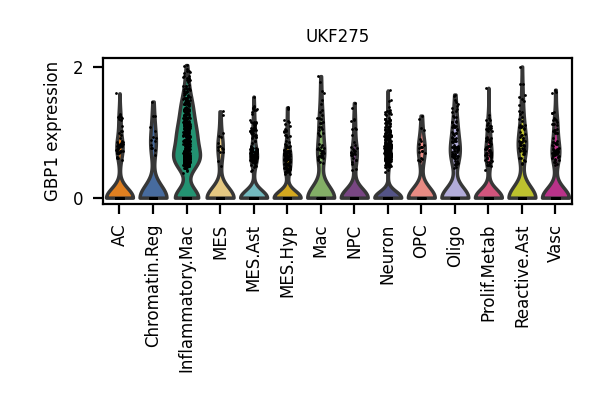 UKF275
GBP1 expression
2
0
AC
Chromatin.Reg
Inflammatory.Mac
MES
MES.Ast
MES.Hyp
Mac
NPC
Neuron
OPC
Oligo
Prolif.Metab
Reactive.Ast
Vasc